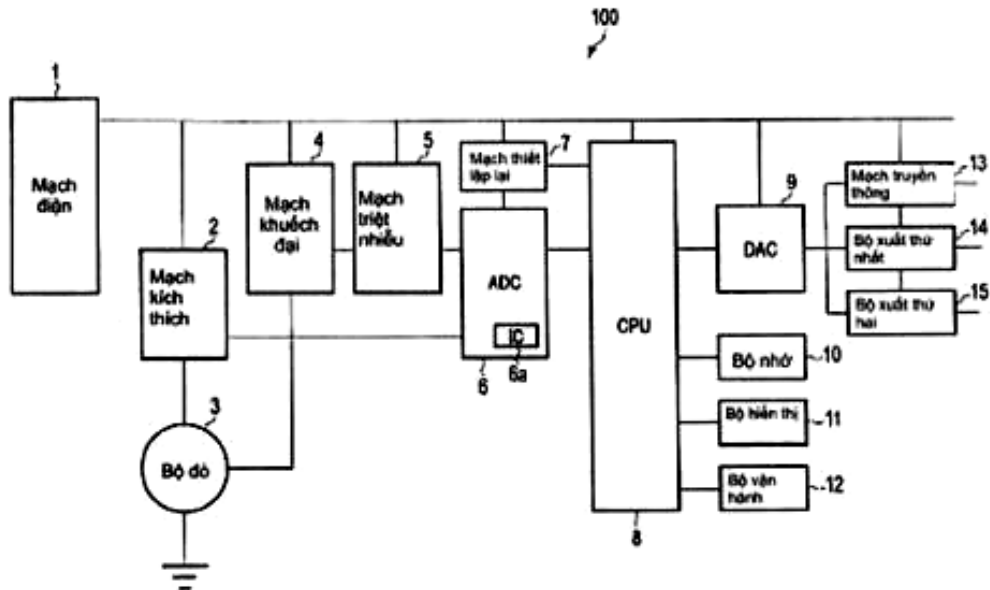 100
1
Mạch
điện
2
Mạch
kích
thích
3
Bộ dò
4
Mạch
khuếch
đại
5
Mạch
triệt
nhiễu
Mạch thiết
lập lại
7
ADC
IC
6
6a
CPU
8
9
DAC
Mạch truyền
thông
13
Bộ xuất thứ
nhất
14
Bộ xuất thứ
hai
15
Bộ nhớ
10
Bộ hiển thị
11
Bộ vận
hành
12